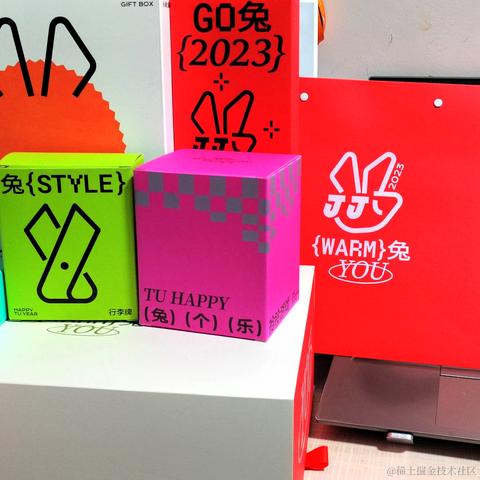 GIFT BOX
GO兔
{2023}
兔{STYLE}
HAPPY
TU YEAR
行李牌
TU HAPPY
(兔) (个) (乐)
2023
JJ
{WARM}兔
YOU
@稀土掘金技术社区